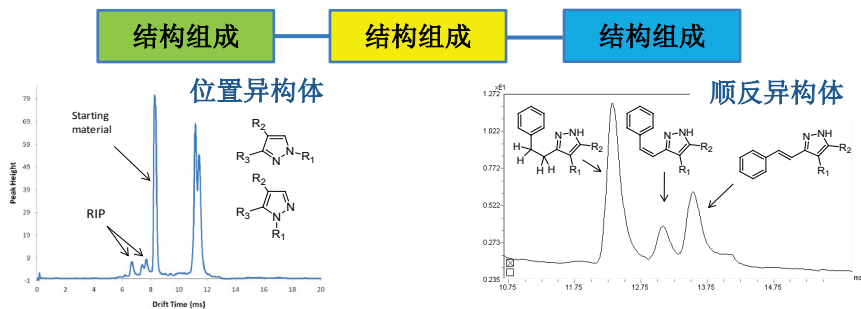 结构组成
结构组成
结构组成
位置异构体
Starting
material
RIP
R2
R3
N
N
R1
R2
R3
N
N
R1
Peak Height
79
69
59
49
39
29
19
9
-1
0
2
4
6
8
10
12
14
16
18
20
Drift Time (ms)
顺反异构体
xE1
1.272
1.022
0.772
0.522
0.273
0.235
H
H
H
H
N
NH
R2
R1
N
NH
R2
R1
N
NH
R2
R1
10.75
11.75
12.75
13.75
14.75
ms